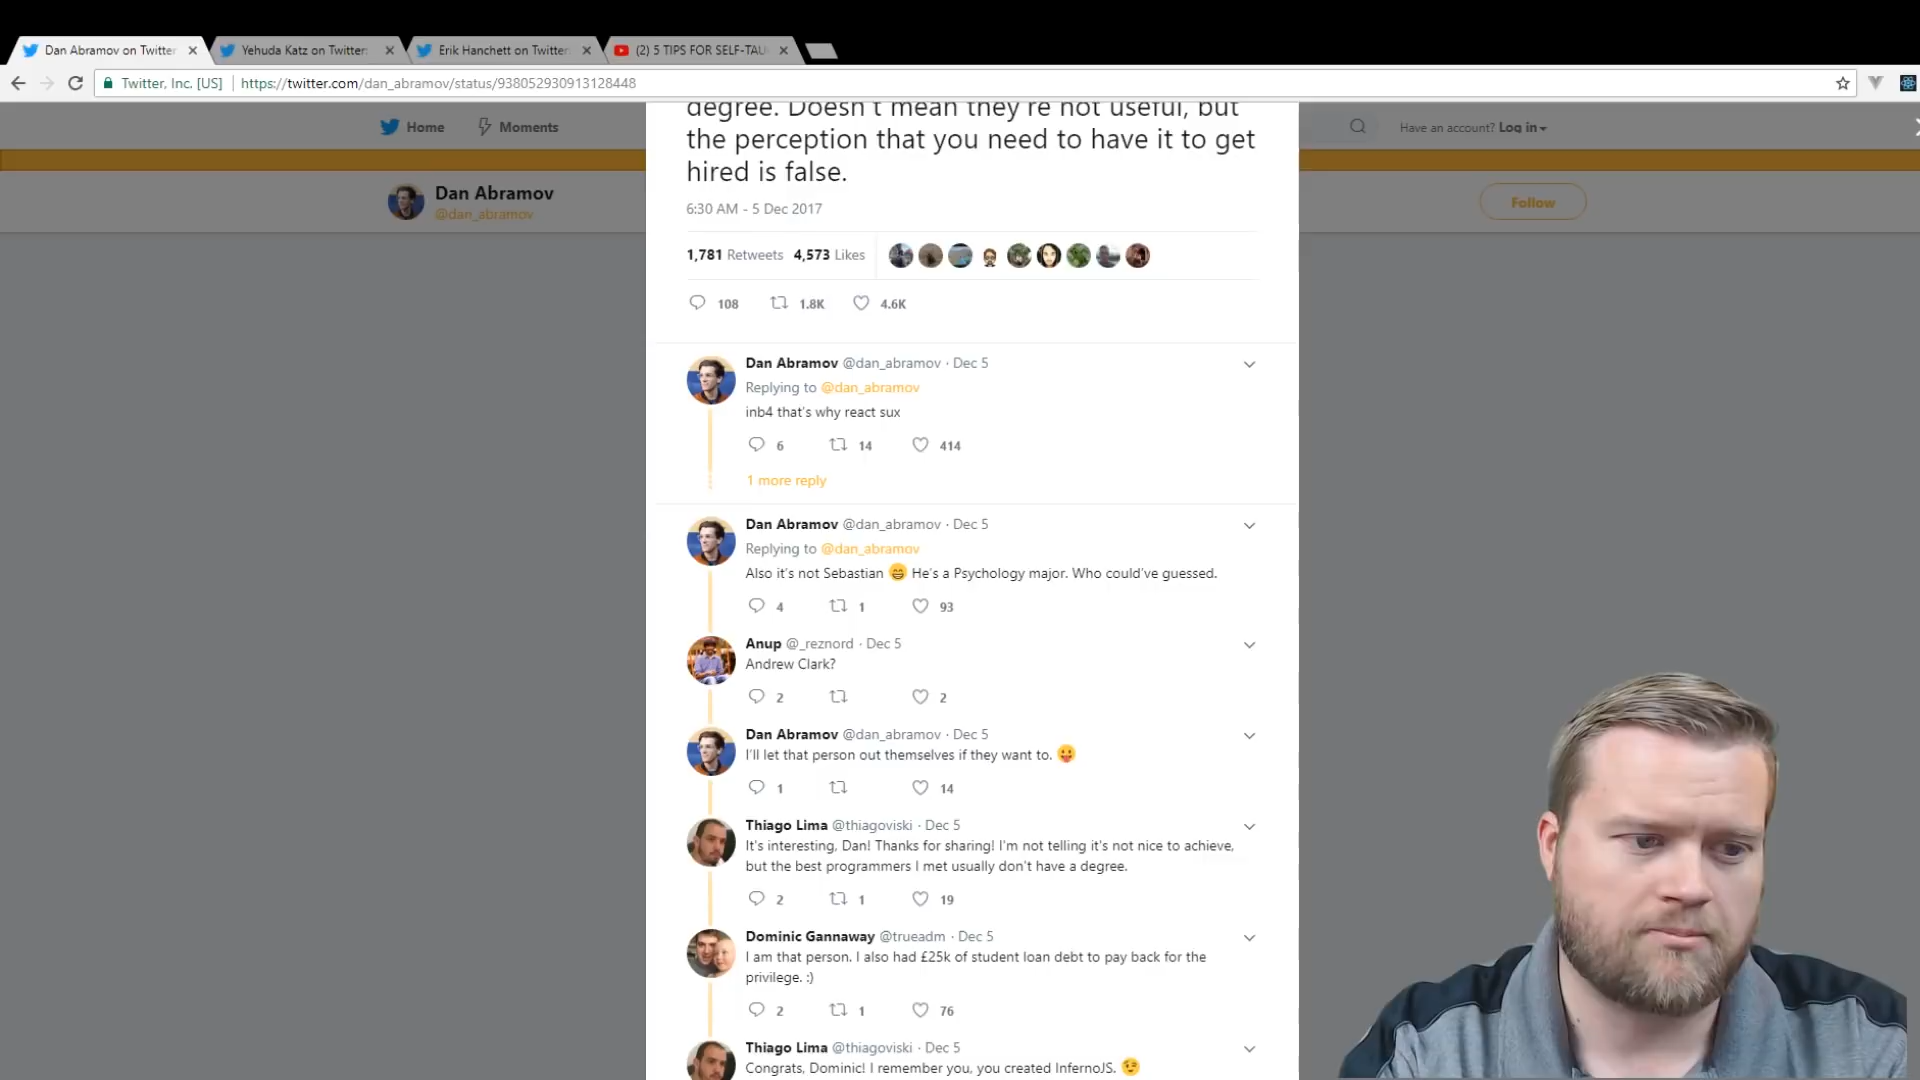 Dan Abramov on Twitter
Yehuda Katz on Twitter:
Erik Hanchett on Twitter:
(2) 5 TIPS FOR SELF-TAU
Twitter, Inc. [US]
https://twitter.com/dan_abramov/status/938052930913128448
Home
Moments
Have an account? Log in
Dan Abramov
@dan_abramov
Follow
degree. Doesn't mean they're not useful, but
the perception that you need to have it to get
hired is false.
6:30 AM - 5 Dec 2017
1,781 Retweets 4,573 Likes
108 1.8K 4.6K
Dan Abramov @dan_abramov · Dec 5
Replying to @dan_abramov
inb4 that's why react sux
6 14 414
1 more reply
Dan Abramov @dan_abramov · Dec 5
Replying to @dan_abramov
Also it's not Sebastian 😄 He's a Psychology major. Who could've guessed.
4 1 93
Anup @_reznord · Dec 5
Andrew Clark?
2 2
Dan Abramov @dan_abramov · Dec 5
I'll let that person out themselves if they want to. 😛
1 14
Thiago Lima @thiagoviski · Dec 5
It's interesting, Dan! Thanks for sharing! I'm not telling it's not nice to achieve,
but the best programmers I met usually don't have a degree.
2 1 19
Dominic Gannaway @trueadm · Dec 5
I am that person. I also had £25k of student loan debt to pay back for the
privilege. :)
2 1 76
Thiago Lima @thiagoviski · Dec 5
Congrats, Dominic! I remember you, you created InfernoJS. 😉